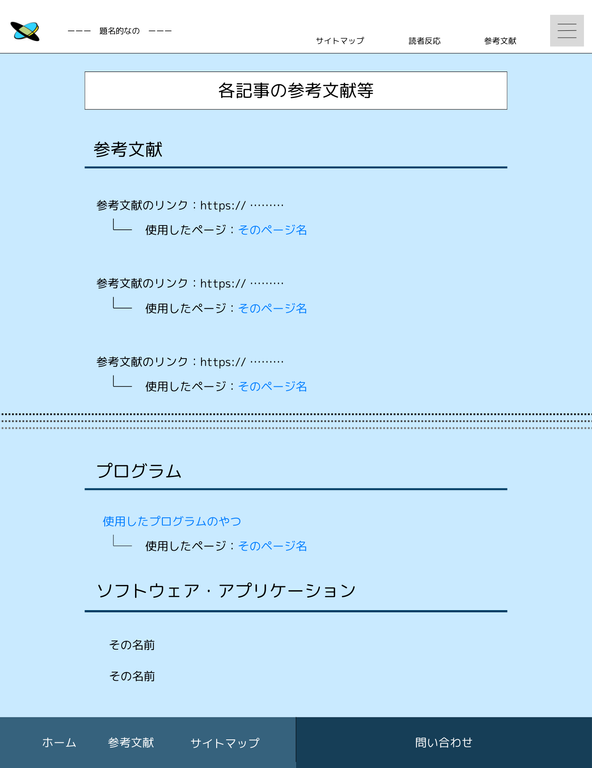 ーーー 題名的なの ーーー
サイトマップ 読者反応 参考文献
各記事の参考文献等
参考文献
参考文献のリンク：https:// ………
使用したページ：そのページ名
参考文献のリンク：https:// ………
使用したページ：そのページ名
参考文献のリンク：https:// ………
使用したページ：そのページ名
プログラム
使用したプログラムのやつ
使用したページ：そのページ名
ソフトウェア・アプリケーション
その名前
その名前
ホーム 参考文献 サイトマップ 問い合わせ